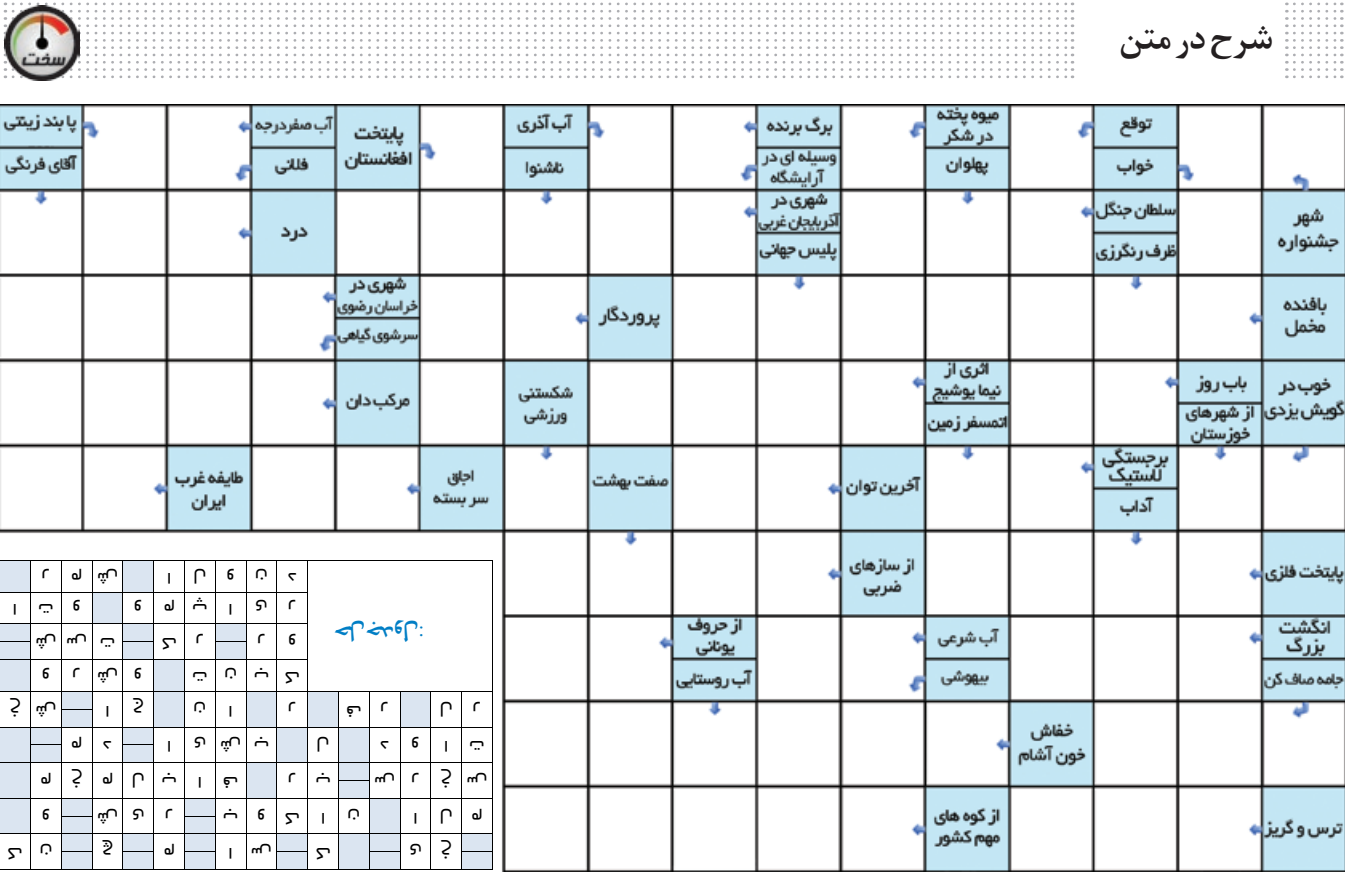 شرح در متن
سخت
توقع
خواب
میوه پخته
در شکر
پهلوان
برگ برنده
وسیله ای در
آرایشگاه
آب آذری
ناشنوا
پایتخت
افغانستان
آب صفردرجه
فلانی
پا بند زینتی
آقای فرنگی
شهر
جشنواره
سلطان جنگل
ظرف رنگرزی
شهری در
آذربایجان غربی
پلیس جهانی
درد
بافنده
مخمل
پروردگار
شهری در
خراسان رضوی
سرشوی گیاهی
خوب در
گویش یزدی
باب روز
از شهرهای
خوزستان
اثری از
نیما یوشیج
اتمسفر زمین
شکستنی
ورزشی
مرکب دان
برجستگی
لاستیک
آداب
آخرین توان
صفت بهشت
اجاق
سر بسته
طایفه غرب
ایران
پایتخت فلزی
از سازهای
ضربی
انگشت
بزرگ
جامه صاف کن
آب شرعی
بیهوشی
از حروف
یونانی
آب روستایی
خفاش
خون آشام
ترس و گریز
از کوه های
مهم کشور
حل جدول:
ک ن چ م ا س ک ی خ
و ش ی ر ب و ک ا ن ا ل م
م خ م ل ب ا ف ر ب س ر خ س
م د ا ی ش ب ل د و ا ت
خ ش ا ج ن ا ر ف ر ل ر
و ر ش و ت ن ب ک
ش س ت ک ر ر و
ا ت و و م پ ا ی ر
ر م ش ا ل و ن د